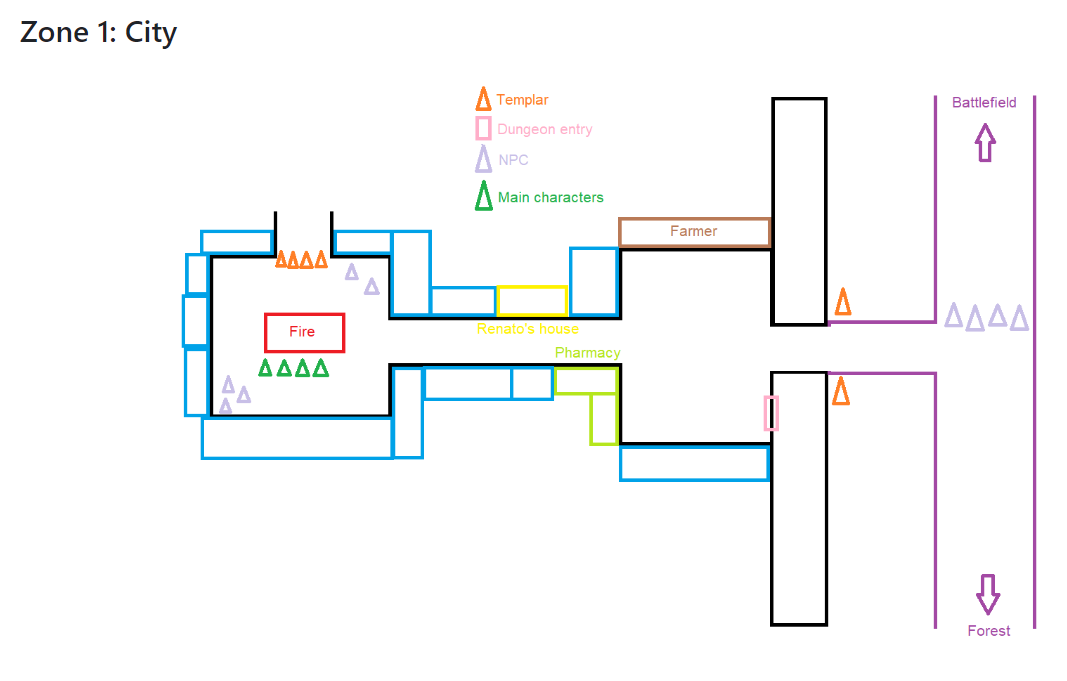 Zone 1: City
Templar
Battlefield
Dungeon entry
NPC
Main characters
Farmer
Fire
Renato's house
Pharmacy
Forest